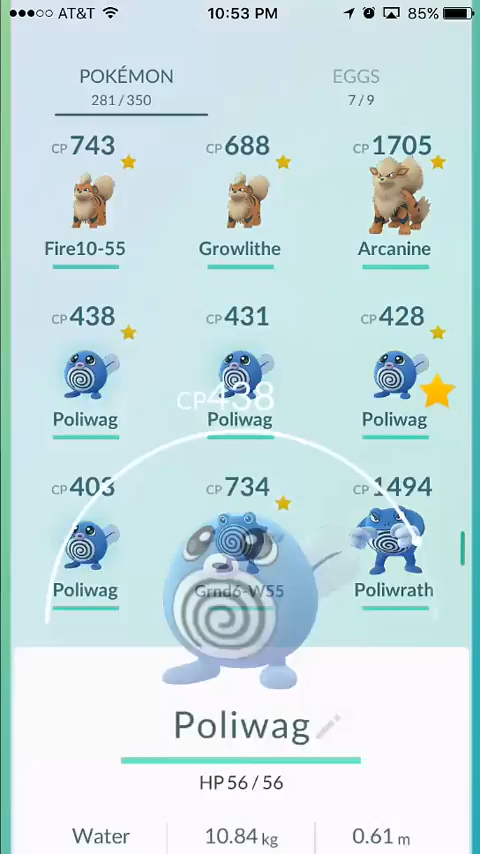 AT&T 10:53 PM 85%
POKÉMON EGGS
281 / 350 7 / 9
CP 743 CP 688 CP 1705
Fire10-55 Growlithe Arcanine
CP 438 CP 431 CP 428
CP 438
Poliwag Poliwag Poliwag
CP 403 CP 734 CP 1494
Poliwag Grnd6-W55 Poliwrath
Poliwag
HP 56 / 56
Water 10.84 kg 0.61 m